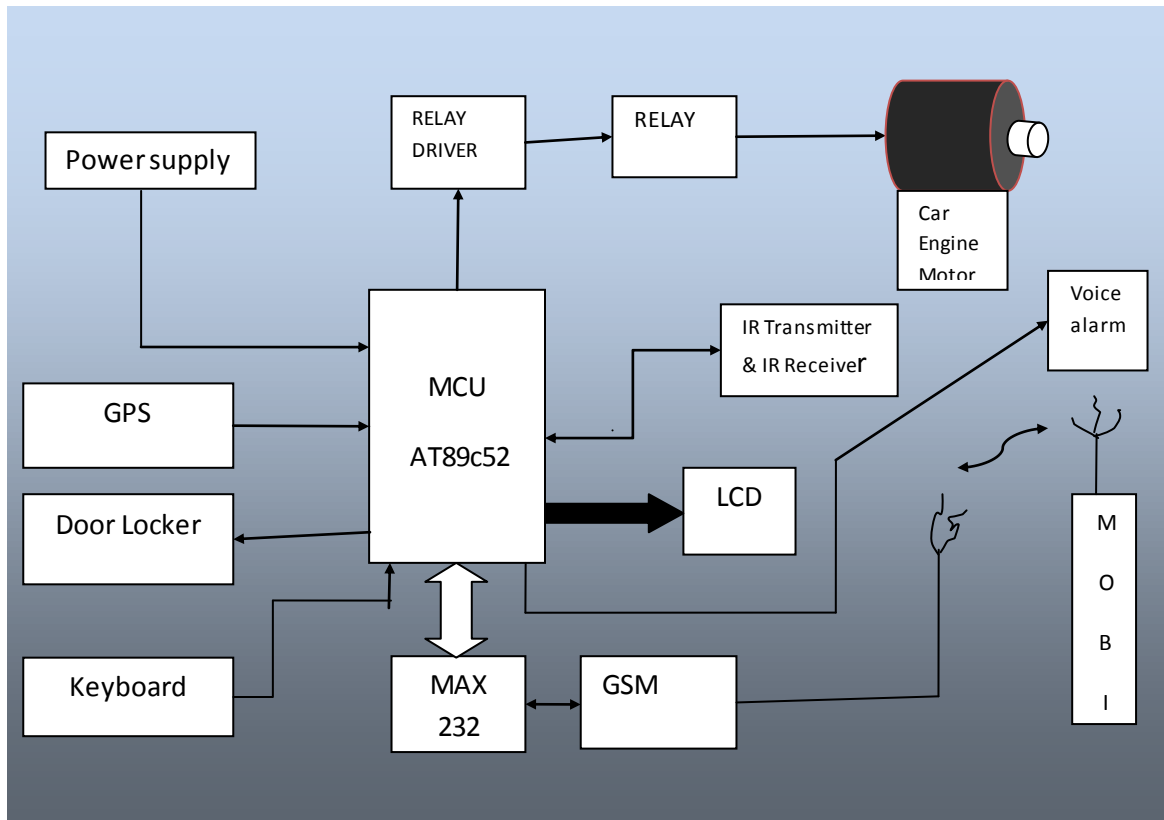 RELAY
DRIVER
RELAY
Power supply
Car
Engine
Motor
Voice
alarm
IR Transmitter
& IR Receiver
MCU
AT89c52
GPS
LCD
Door Locker
M
O
B
I
Keyboard
MAX
232
GSM